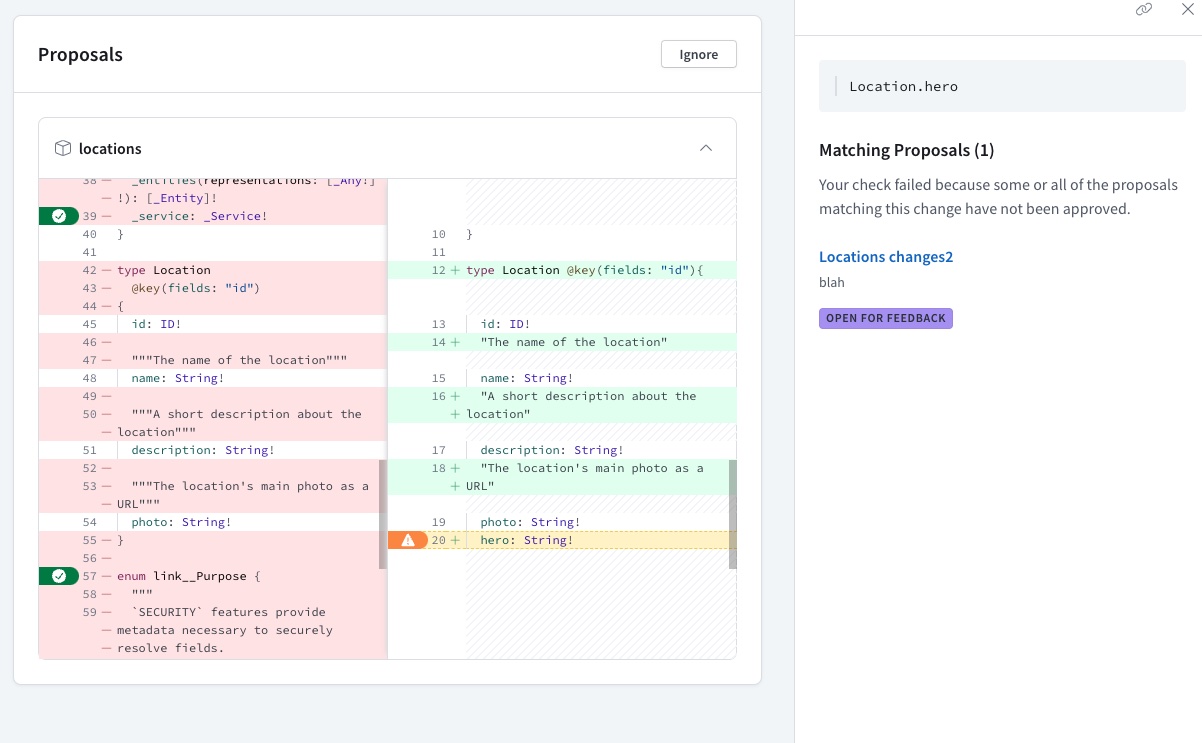 Proposals
Ignore
locations
38 — _entities(representations: [_Any!]
— !): [_Entity]!
39 — _service: _Service!
40 }
41
42 — type Location
43 — @key(fields: "id")
44 — {
45 id: ID!
46 —
47 — """The name of the location"""
48 name: String!
49 —
50 — """A short description about the
— location"""
51 description: String!
52 —
53 — """The location's main photo as a
— URL"""
54 photo: String!
55 — }
56 —
57 — enum link__Purpose {
58 — """
59 — `SECURITY` features provide
— metadata necessary to securely
— resolve fields.
10 }
11
12 + type Location @key(fields: "id"){
13 id: ID!
14 + "The name of the location"
15 name: String!
16 + "A short description about the
+ location"
17 description: String!
18 + "The location's main photo as a
+ URL"
19 photo: String!
20 + hero: String!
Location.hero
Matching Proposals (1)
Your check failed because some or all of the proposals
matching this change have not been approved.
Locations changes2
blah
OPEN FOR FEEDBACK